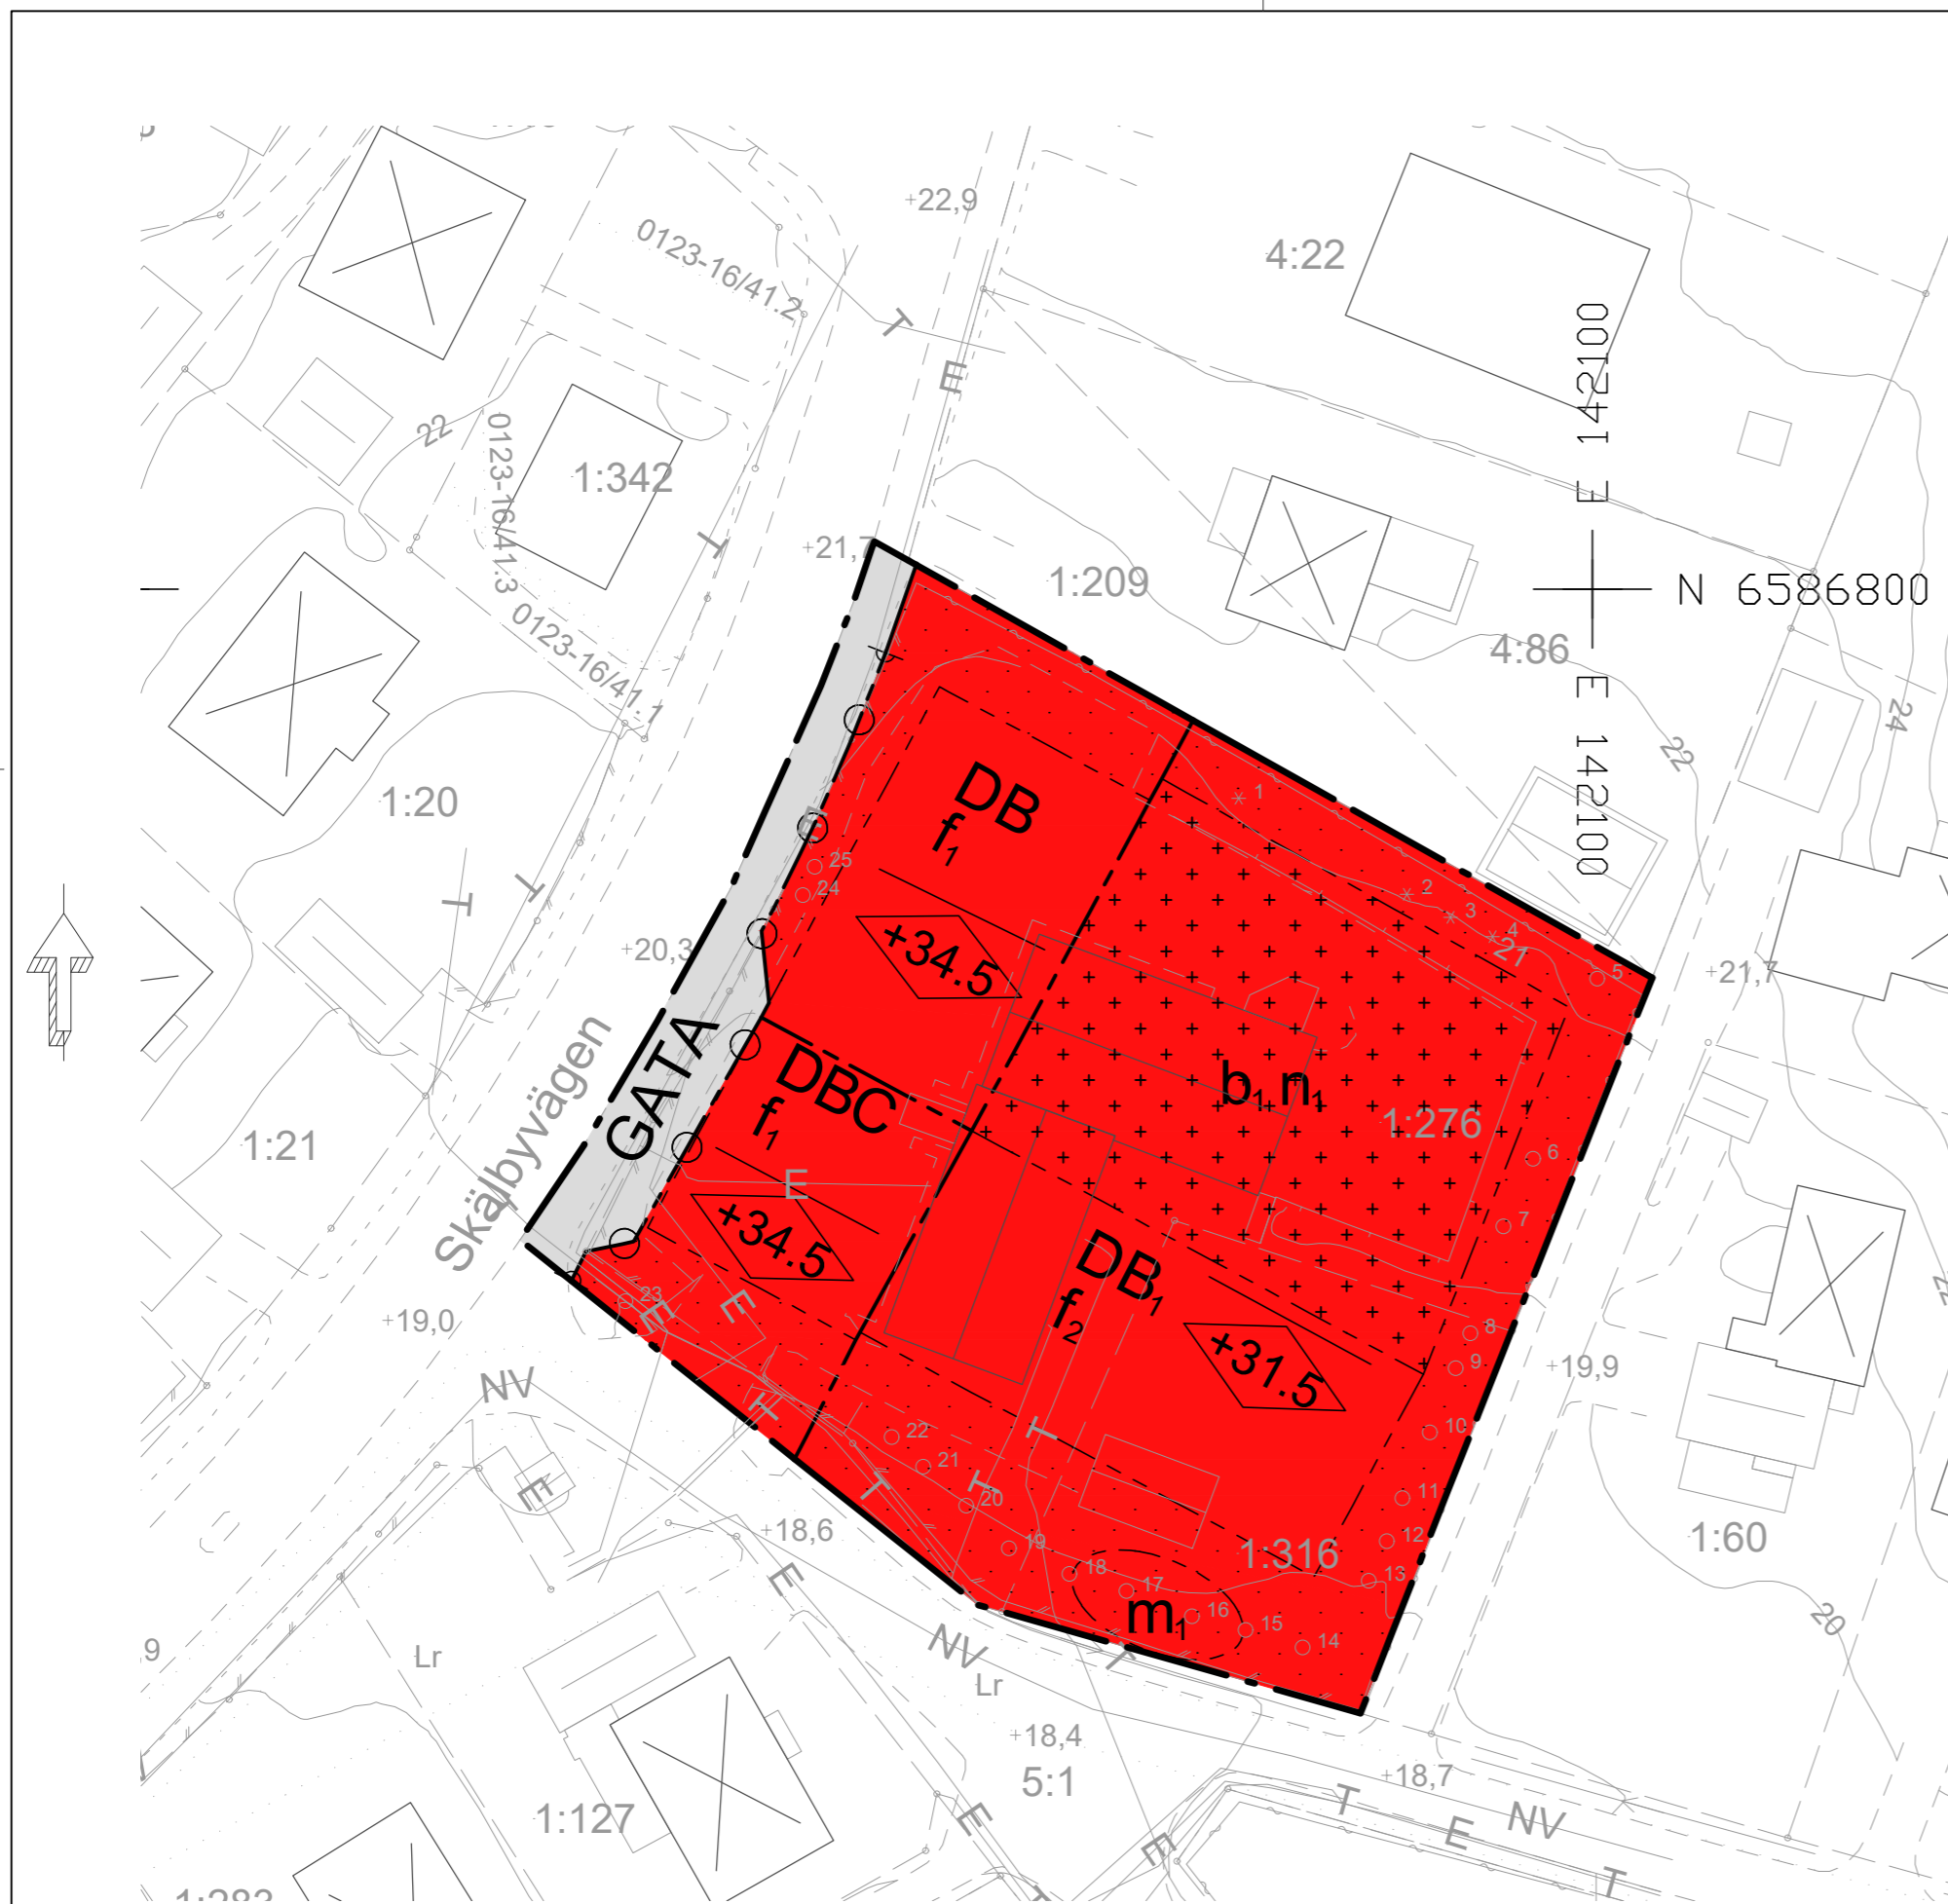 +22,9
0123-16/41.2
4:22
T
E
E 142100
22
1:342
0123-16/41.3
T
+21,7
1:209
N 6586800
0123-16/41.1
4:86
E 142100
24
22
1:20
DB
f1
1
E
25
24
T
T
2
3
4
21
5
+34.5
+20,3
+21,7
GATA
Skälbyvägen
DBC
f1
b1 n1
1:276
1:21
6
E
7
+34.5
DB1
f2
23
E
E
+19,0
+31.5
8
9
+19,9
NV
T
22
T
10
21
T
T
20
11
E
+18,6
19
12
1:316
1:60
18
13
E
17
m1
16
15
14
20
9
Lr
NV
T
Lr
+18,4
5:1
+18,7
1:127
E
T
NV
E
E
T
1:283